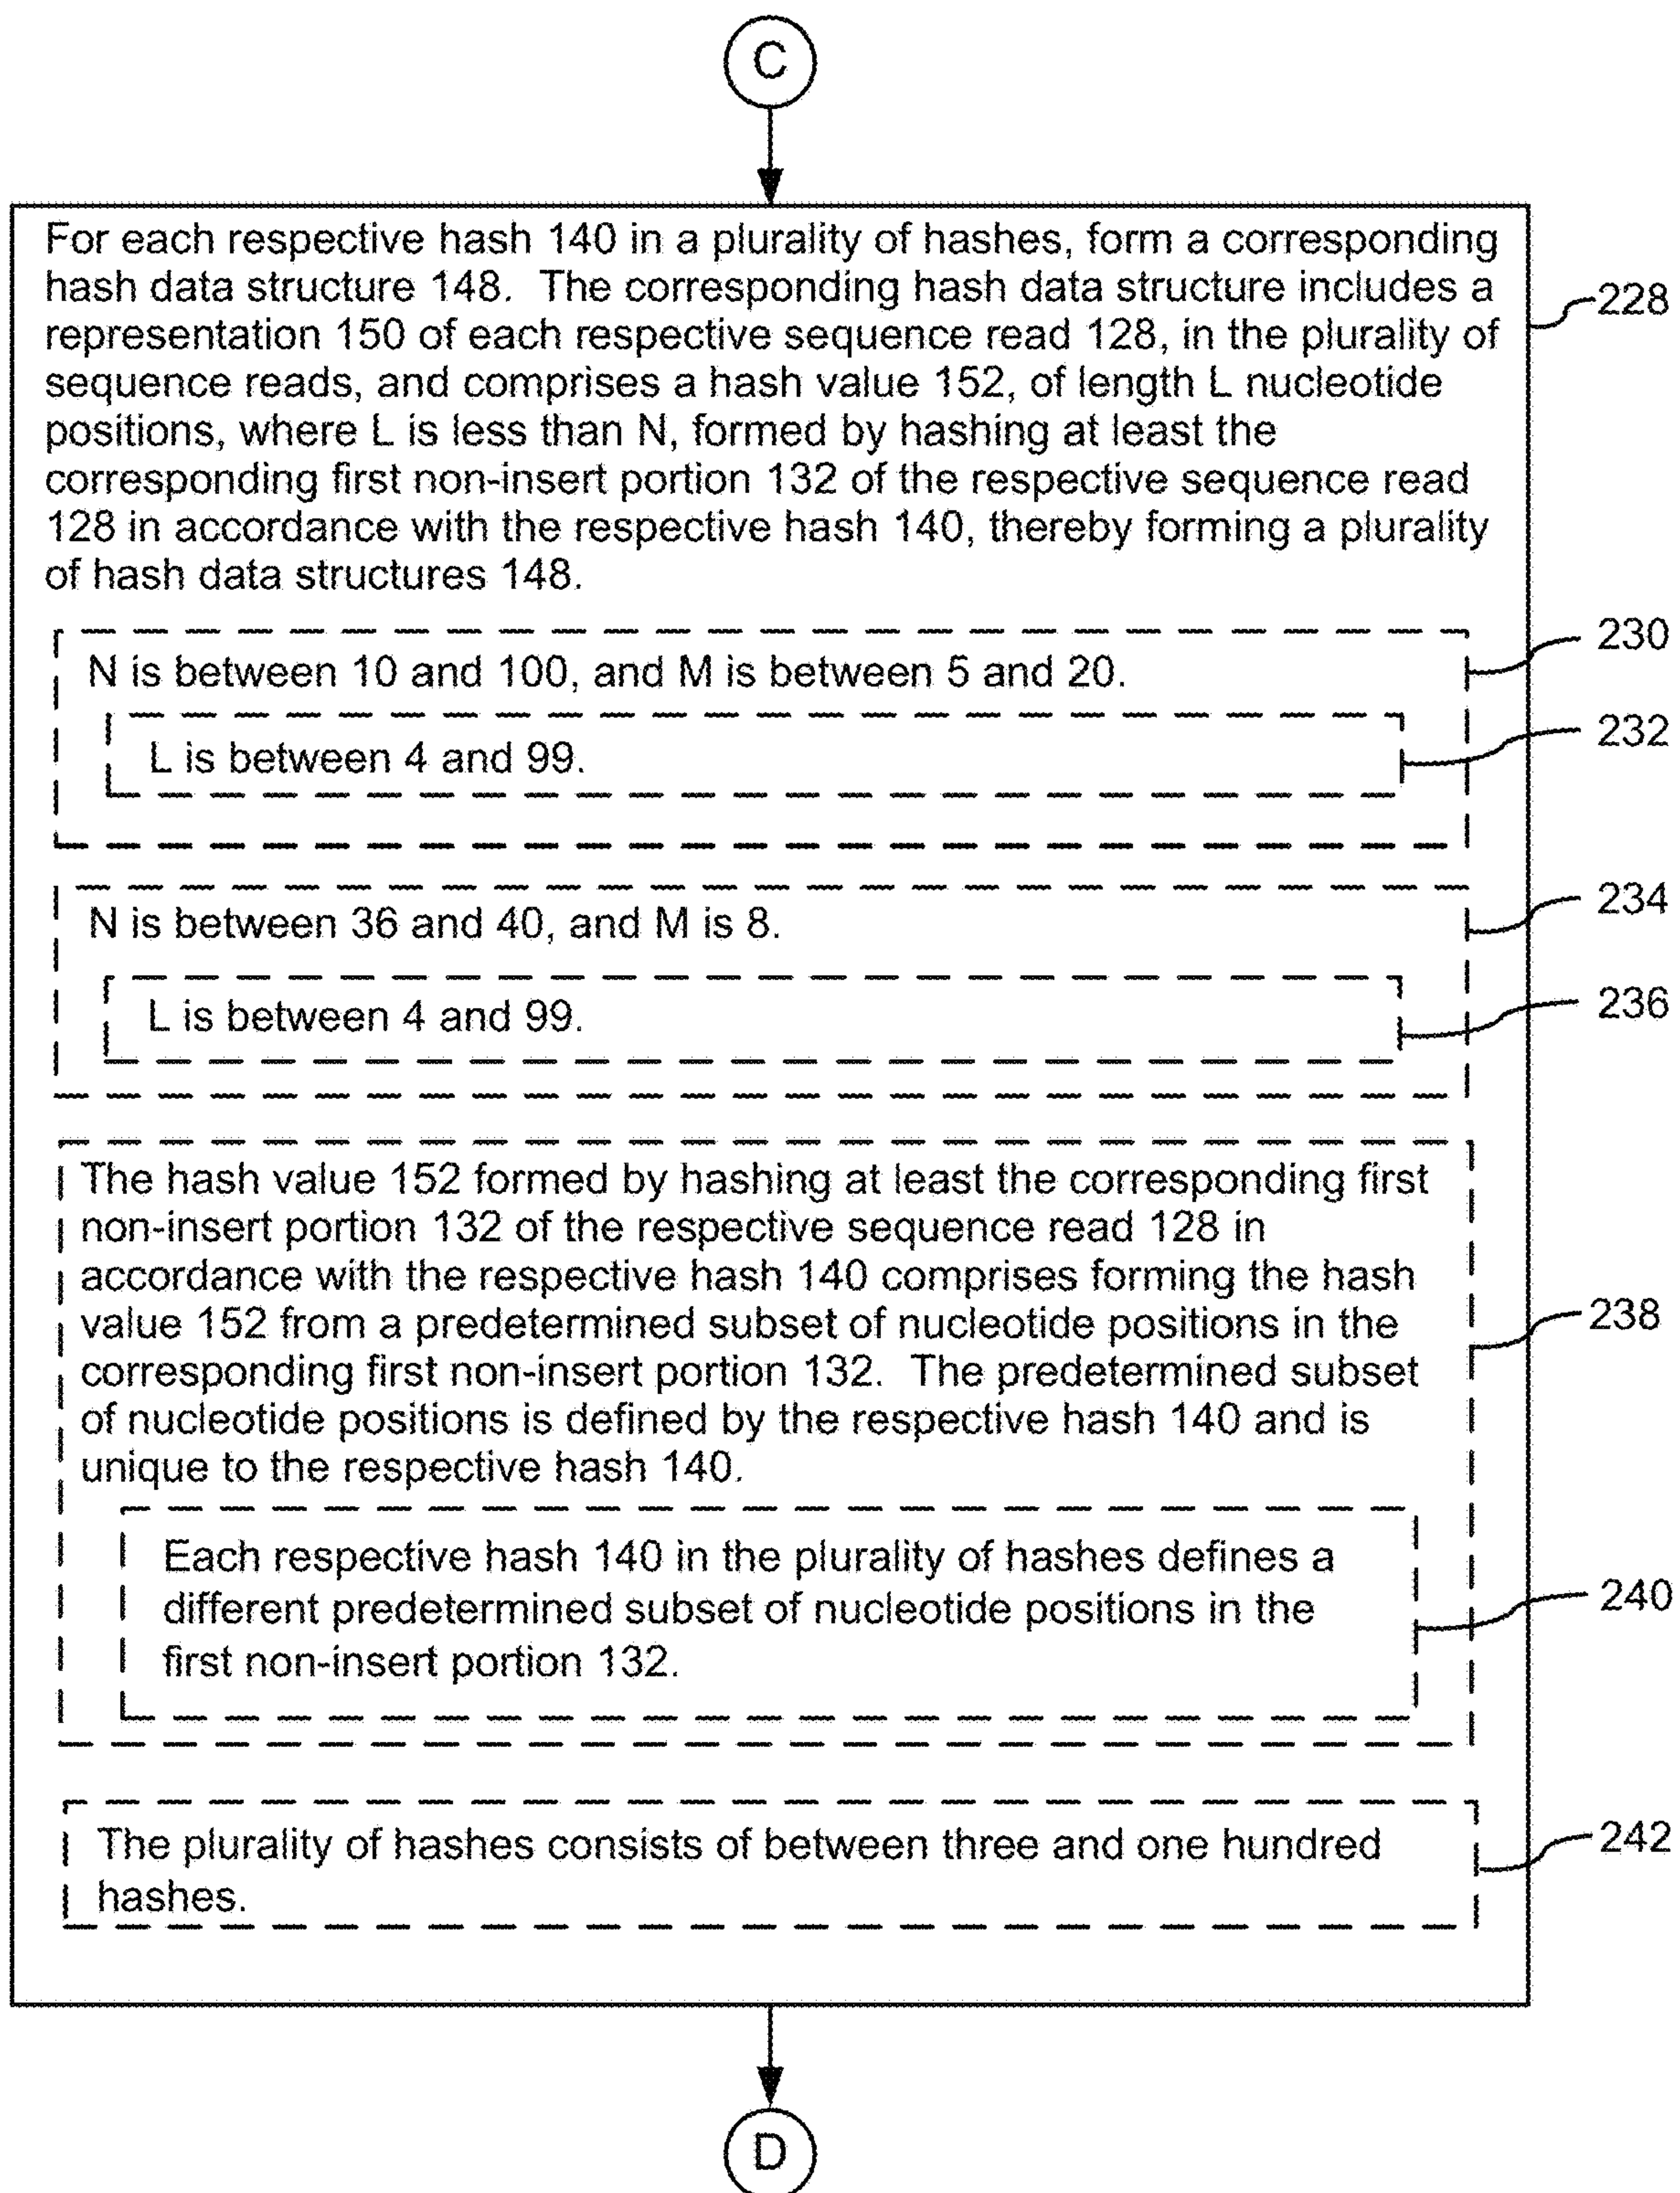 C
For each respective hash 140 in a plurality of hashes, form a corresponding
hash data structure 148. The corresponding hash data structure includes a
representation 150 of each respective sequence read 128, in the plurality of
sequence reads, and comprises a hash value 152, of length L nucleotide
positions, where L is less than N, formed by hashing at least the
corresponding first non-insert portion 132 of the respective sequence read
128 in accordance with the respective hash 140, thereby forming a plurality
of hash data structures 148.
228
N is between 10 and 100, and M is between 5 and 20.
230
L is between 4 and 99.
232
N is between 36 and 40, and M is 8.
234
L is between 4 and 99.
236
The hash value 152 formed by hashing at least the corresponding first
non-insert portion 132 of the respective sequence read 128 in
accordance with the respective hash 140 comprises forming the hash
value 152 from a predetermined subset of nucleotide positions in the
corresponding first non-insert portion 132. The predetermined subset
of nucleotide positions is defined by the respective hash 140 and is
unique to the respective hash 140.
238
Each respective hash 140 in the plurality of hashes defines a
different predetermined subset of nucleotide positions in the
first non-insert portion 132.
240
The plurality of hashes consists of between three and one hundred
hashes.
242
D